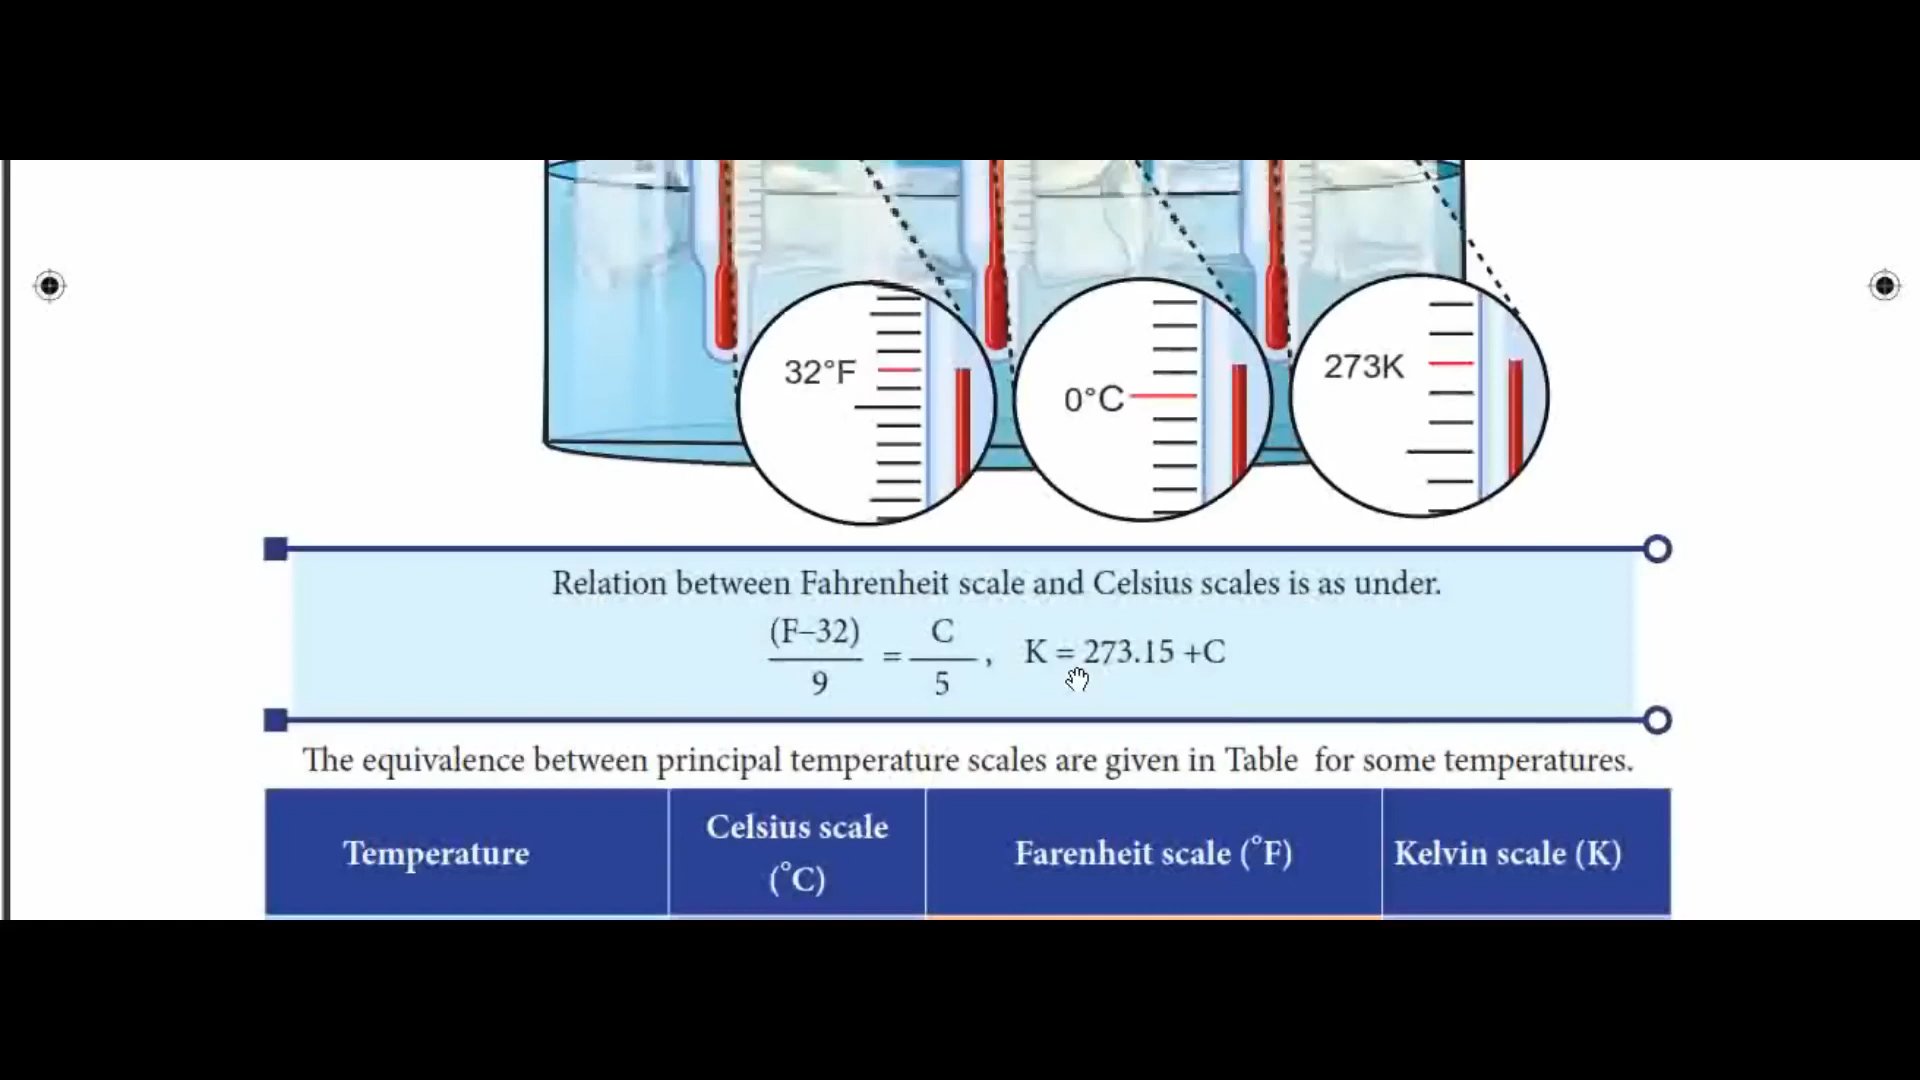 32°F
0°C
273K
Relation between Fahrenheit scale and Celsius scales is as under.
(F–32)/9 = C/5 , K = 273.15 +C
The equivalence between principal temperature scales are given in Table for some temperatures.
Temperature
Celsius scale
(°C)
Farenheit scale (°F)
Kelvin scale (K)